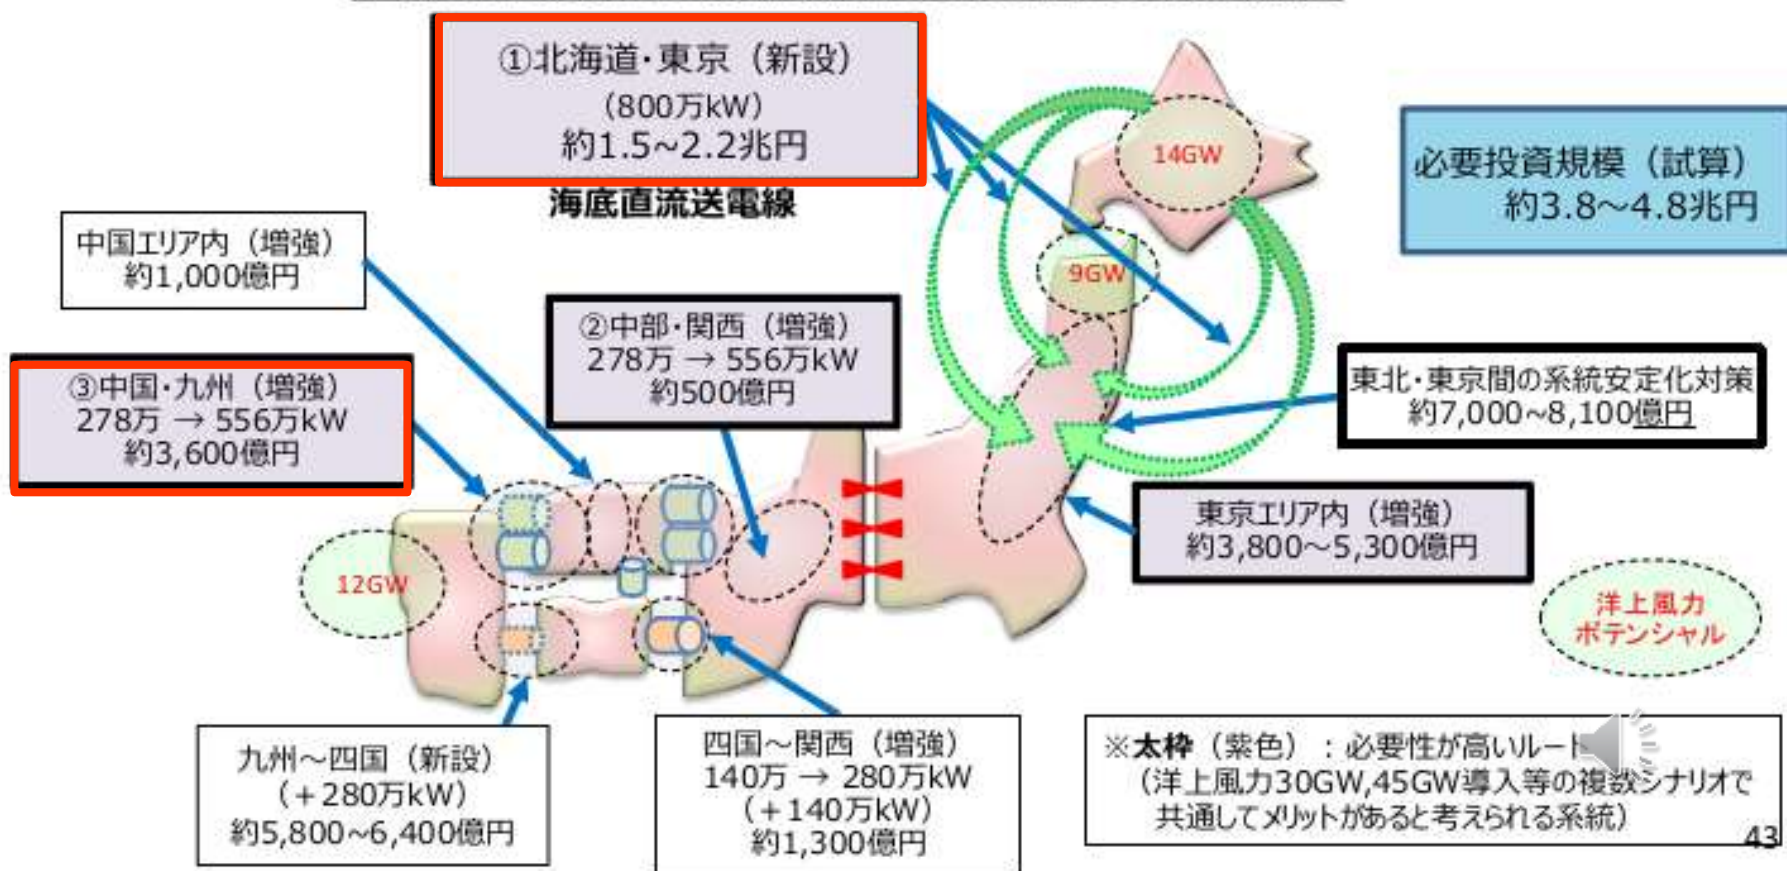 ①北海道・東京（新設）
（800万kW）
約1.5~2.2兆円
海底直流送電線
14GW
必要投資規模（試算）
約3.8～4.8兆円
中国エリア内（増強）
約1,000億円
9GW
②中部・関西（増強）
278万 → 556万kW
約500億円
③中国・九州（増強）
278万 → 556万kW
約3,600億円
東北・東京間の系統安定化対策
約7,000~8,100億円
東京エリア内（増強）
約3,800～5,300億円
12GW
洋上風力
ポテンシャル
九州～四国（新設）
（＋280万kW）
約5,800~6,400億円
四国～関西（増強）
140万 → 280万kW
（＋140万kW）
約1,300億円
※太枠（紫色）：必要性が高いルート
（洋上風力30GW,45GW導入等の複数シナリオで
共通してメリットがあると考えられる系統）
43